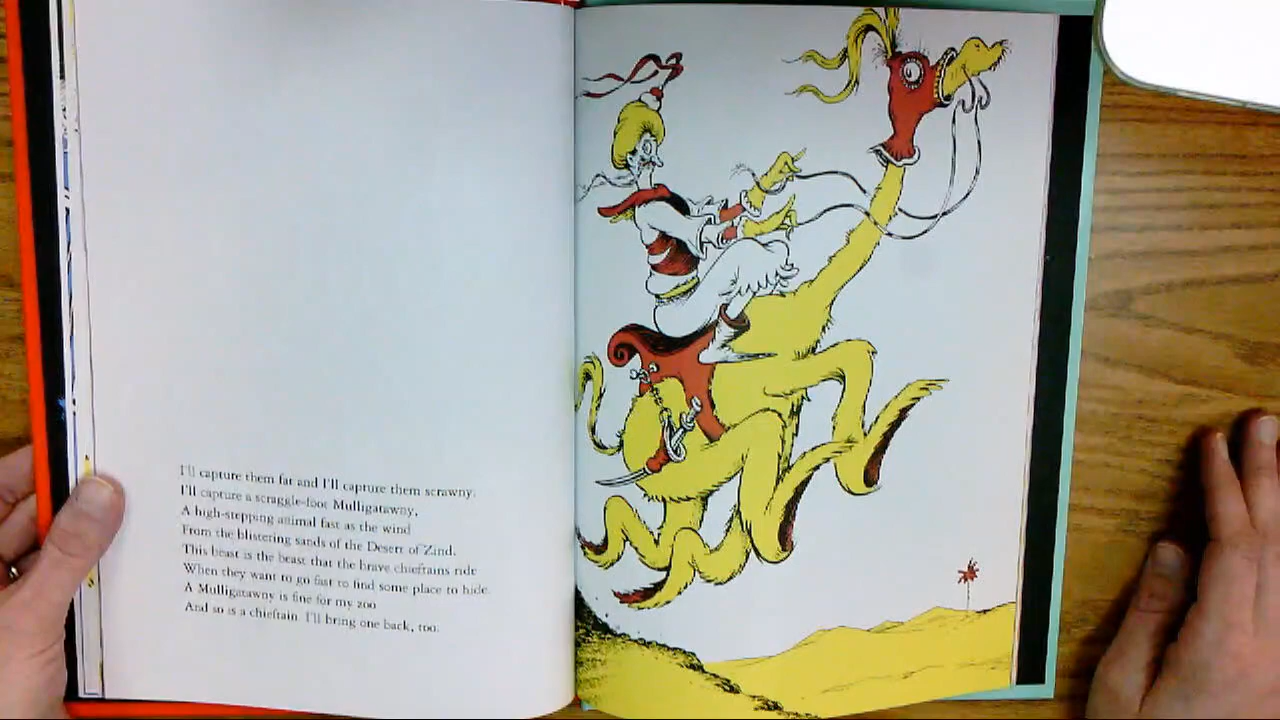 I'll capture them fat and I'll capture them scrawny.
I'll capture a scraggle-foot Mulligatawny,
A high-stepping animal fast as the wind
From the blistering sands of the Desert of Zind.
This beast is the beast that the brave chieftains ride
When they want to go fast to find some place to hide.
A Mulligatawny is fine for my zoo
And so is a chieftain. I'll bring one back, too.